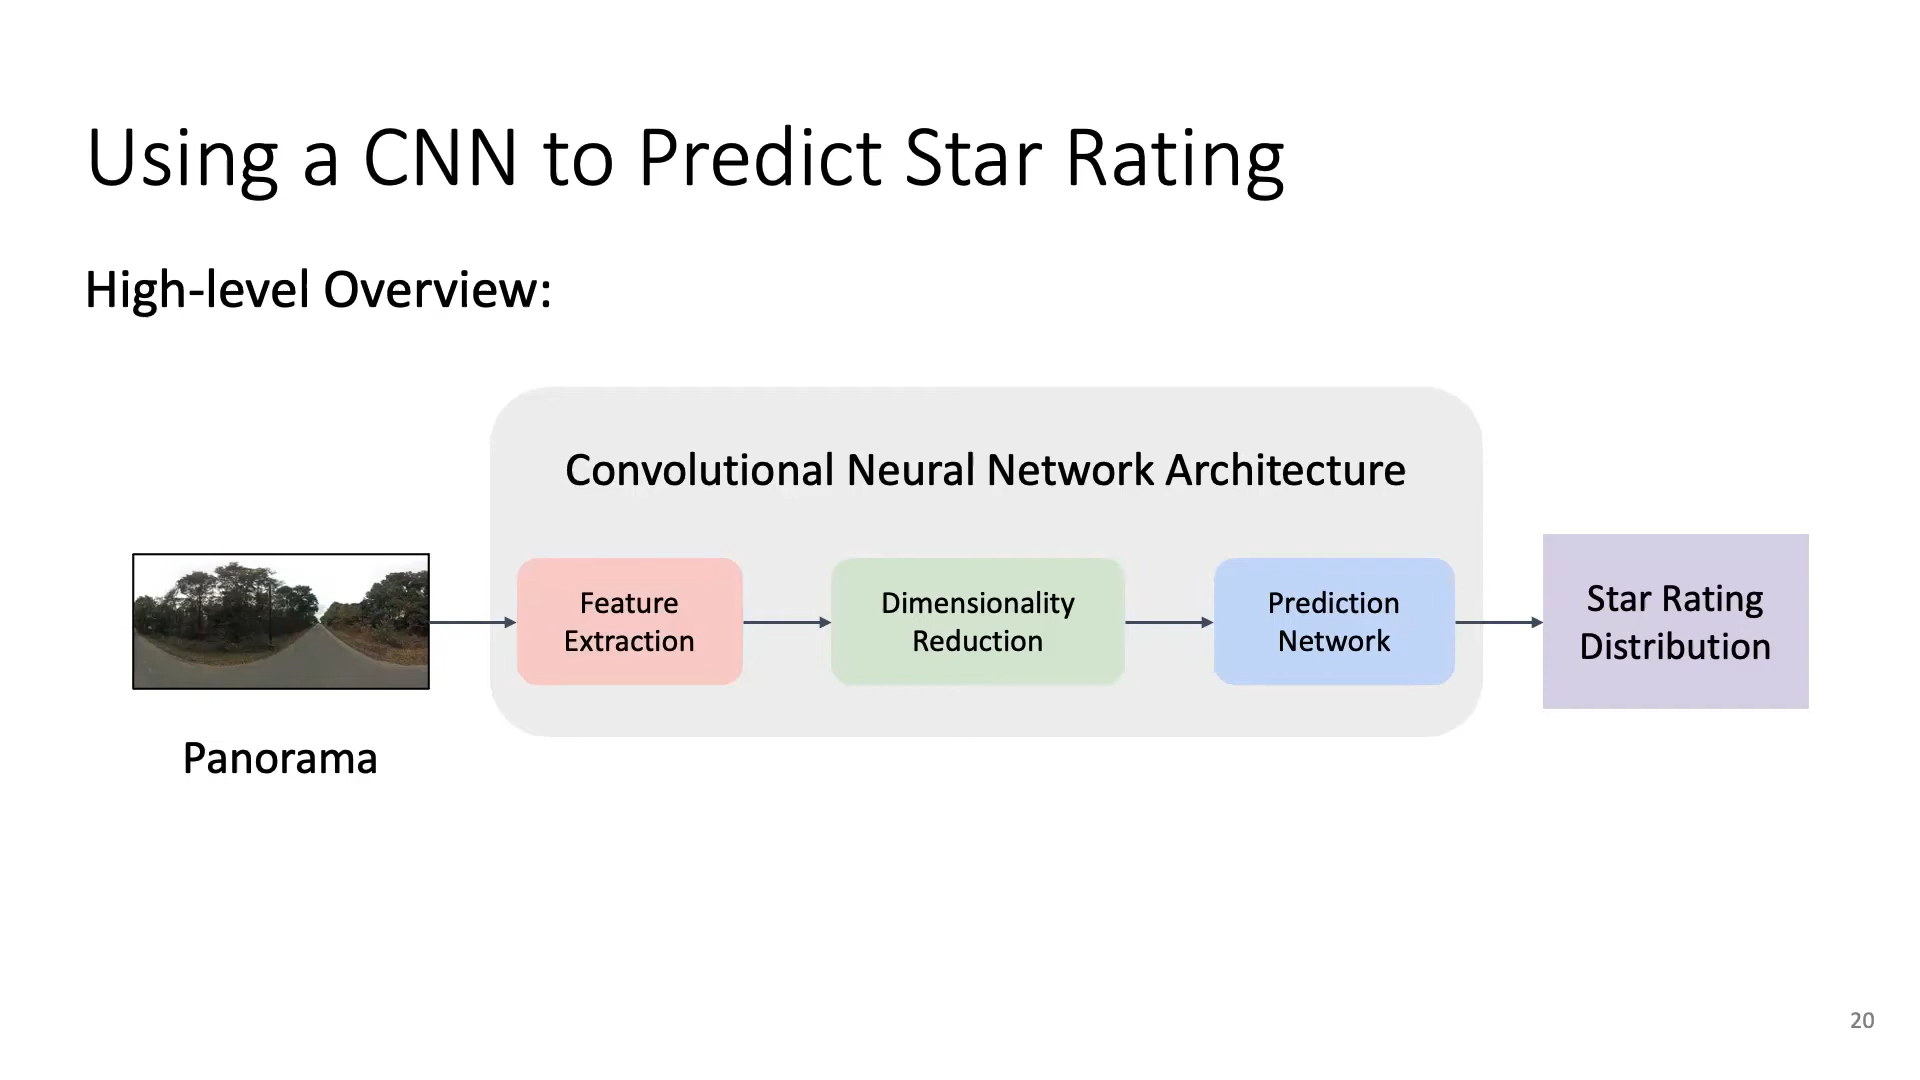 Using a CNN to Predict Star Rating
High-level Overview:
Convolutional Neural Network Architecture
Feature
Extraction
Dimensionality
Reduction
Prediction
Network
Star Rating
Distribution
Panorama
20